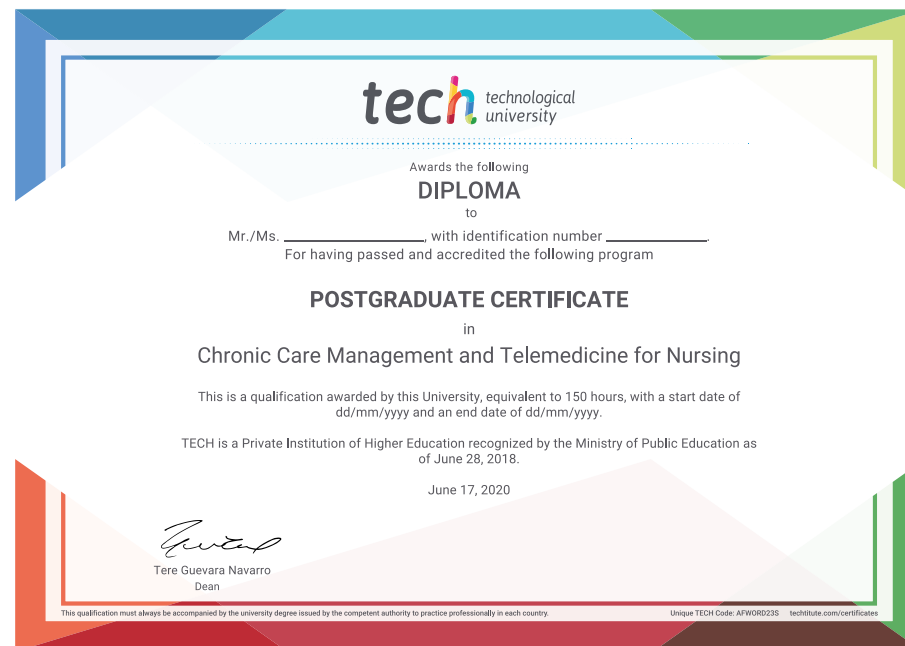 tech technological
university
Awards the following
DIPLOMA
to
Mr./Ms. ____________, with identification number ____________.
For having passed and accredited the following program
POSTGRADUATE CERTIFICATE
in
Chronic Care Management and Telemedicine for Nursing
This is a qualification awarded by this University, equivalent to 150 hours, with a start date of
dd/mm/yyyy and an end date of dd/mm/yyyy.
TECH is a Private Institution of Higher Education recognized by the Ministry of Public Education as
of June 28, 2018.
June 17, 2020
Tere Guevara Navarro
Dean
This qualification must always be accompanied by the university degree issued by the competent authority to practice professionally in each country.
Unique TECH Code: AFWORD23S techtitute.com/certificates